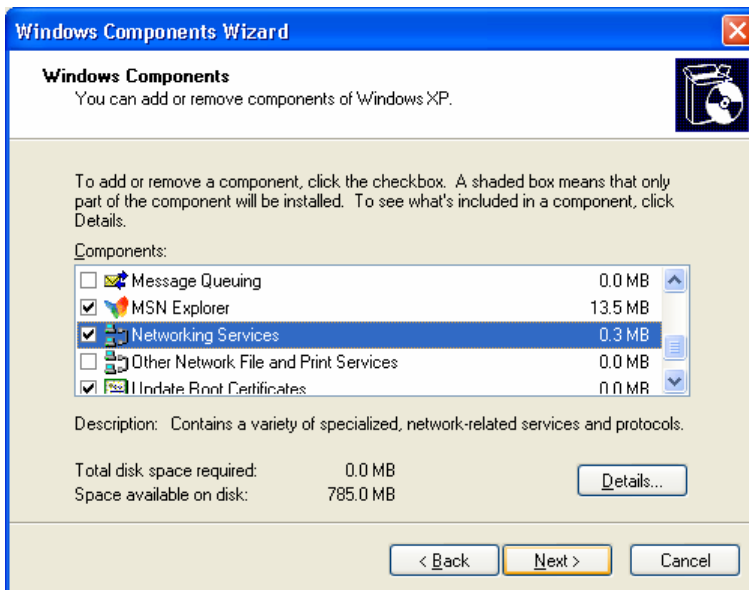 Windows Components Wizard
Windows Components
You can add or remove components of Windows XP.
To add or remove a component, click the checkbox. A shaded box means that only
part of the component will be installed. To see what's included in a component, click
Details.
Components:
Message Queuing 0.0 MB
MSN Explorer 13.5 MB
Networking Services 0.3 MB
Other Network File and Print Services 0.0 MB
Update Root Certificates 0.0 MB
Description: Contains a variety of specialized, network-related services and protocols.
Total disk space required: 0.0 MB
Space available on disk: 785.0 MB
Details...
< Back Next > Cancel